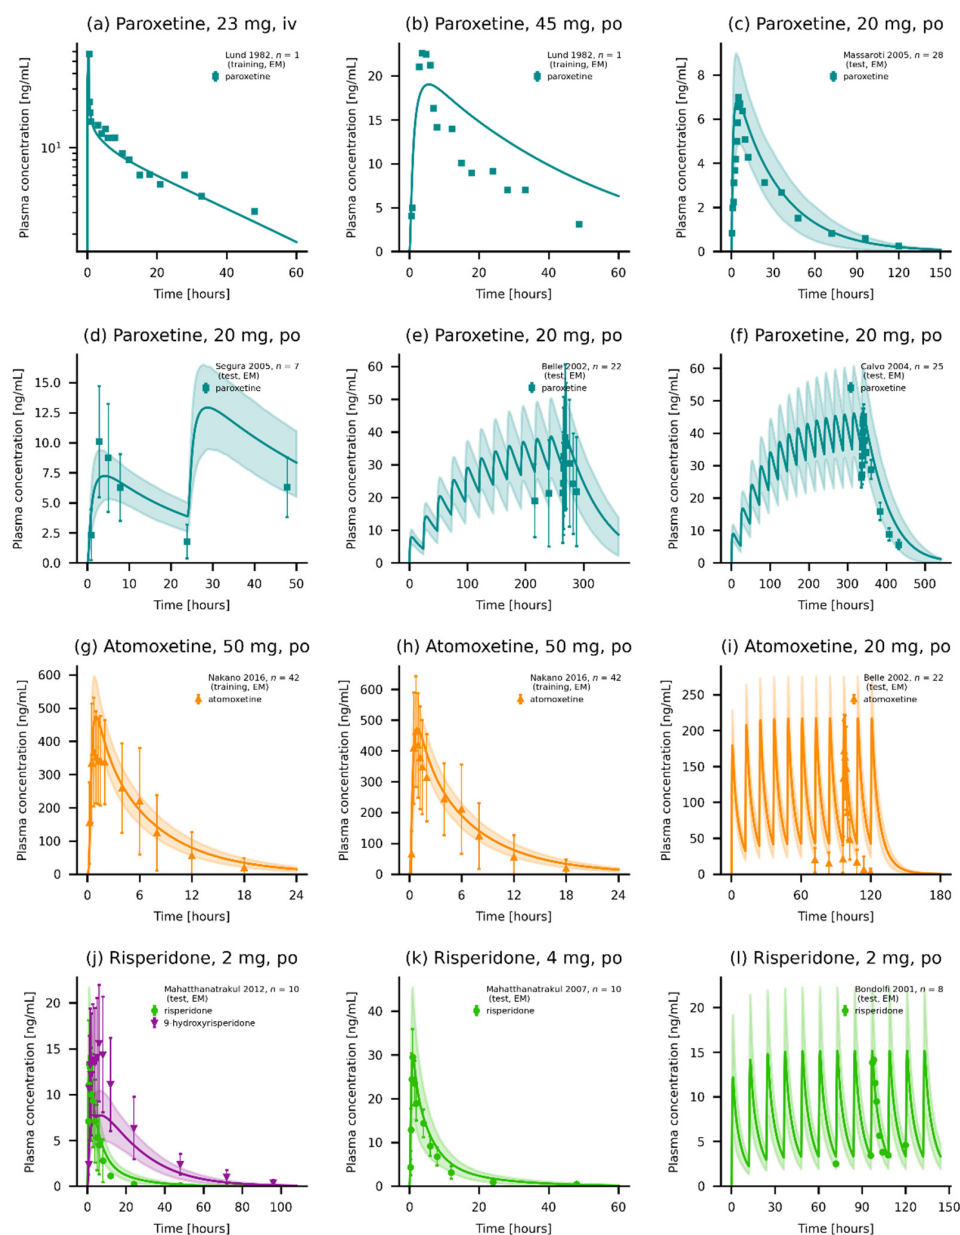 (a) Paroxetine, 23 mg, iv
Plasma concentration [ng/mL]
10¹
Lund 1982, n = 1
(training, EM)
paroxetine
0 20 40 60
Time [hours]
(b) Paroxetine, 45 mg, po
Plasma concentration [ng/mL]
20
15
10
5
0
Lund 1982, n = 1
(training, EM)
paroxetine
0 20 40 60
Time [hours]
(c) Paroxetine, 20 mg, po
Plasma concentration [ng/mL]
8
6
4
2
0
Massaroti 2005, n = 28
(test, EM)
paroxetine
0 30 60 90 120 150
Time [hours]
(d) Paroxetine, 20 mg, po
Plasma concentration [ng/mL]
15.0
12.5
10.0
7.5
5.0
2.5
0.0
Segura 2005, n = 7
(test, EM)
paroxetine
0 10 20 30 40 50
Time [hours]
(e) Paroxetine, 20 mg, po
Plasma concentration [ng/mL]
60
50
40
30
20
10
0
Belle 2002, n = 22
(test, EM)
paroxetine
0 100 200 300
Time [hours]
(f) Paroxetine, 20 mg, po
Plasma concentration [ng/mL]
60
50
40
30
20
10
0
Calvo 2004, n = 25
(test, EM)
paroxetine
0 100 200 300 400 500
Time [hours]
(g) Atomoxetine, 50 mg, po
Plasma concentration [ng/mL]
600
500
400
300
200
100
0
Nakano 2016, n = 42
(training, EM)
atomoxetine
0 6 12 18 24
Time [hours]
(h) Atomoxetine, 50 mg, po
Plasma concentration [ng/mL]
600
500
400
300
200
100
0
Nakano 2016, n = 42
(training, EM)
atomoxetine
0 6 12 18 24
Time [hours]
(i) Atomoxetine, 20 mg, po
Plasma concentration [ng/mL]
250
200
150
100
50
0
Belle 2002, n = 22
(test, EM)
atomoxetine
0 60 120 180
Time [hours]
(j) Risperidone, 2 mg, po
Plasma concentration [ng/mL]
20
15
10
5
0
Mahatthanatrakul 2012, n = 10
(test, EM)
risperidone
9-hydroxyrisperidone
0 20 40 60 80 100
Time [hours]
(k) Risperidone, 4 mg, po
Plasma concentration [ng/mL]
40
30
20
10
0
Mahatthanatrakul 2007, n = 10
(test, EM)
risperidone
0 20 40 60
Time [hours]
(l) Risperidone, 2 mg, po
Plasma concentration [ng/mL]
20
15
10
5
0
Bondolfi 2001, n = 8
(test, EM)
risperidone
0 30 60 90 120 150
Time [hours]